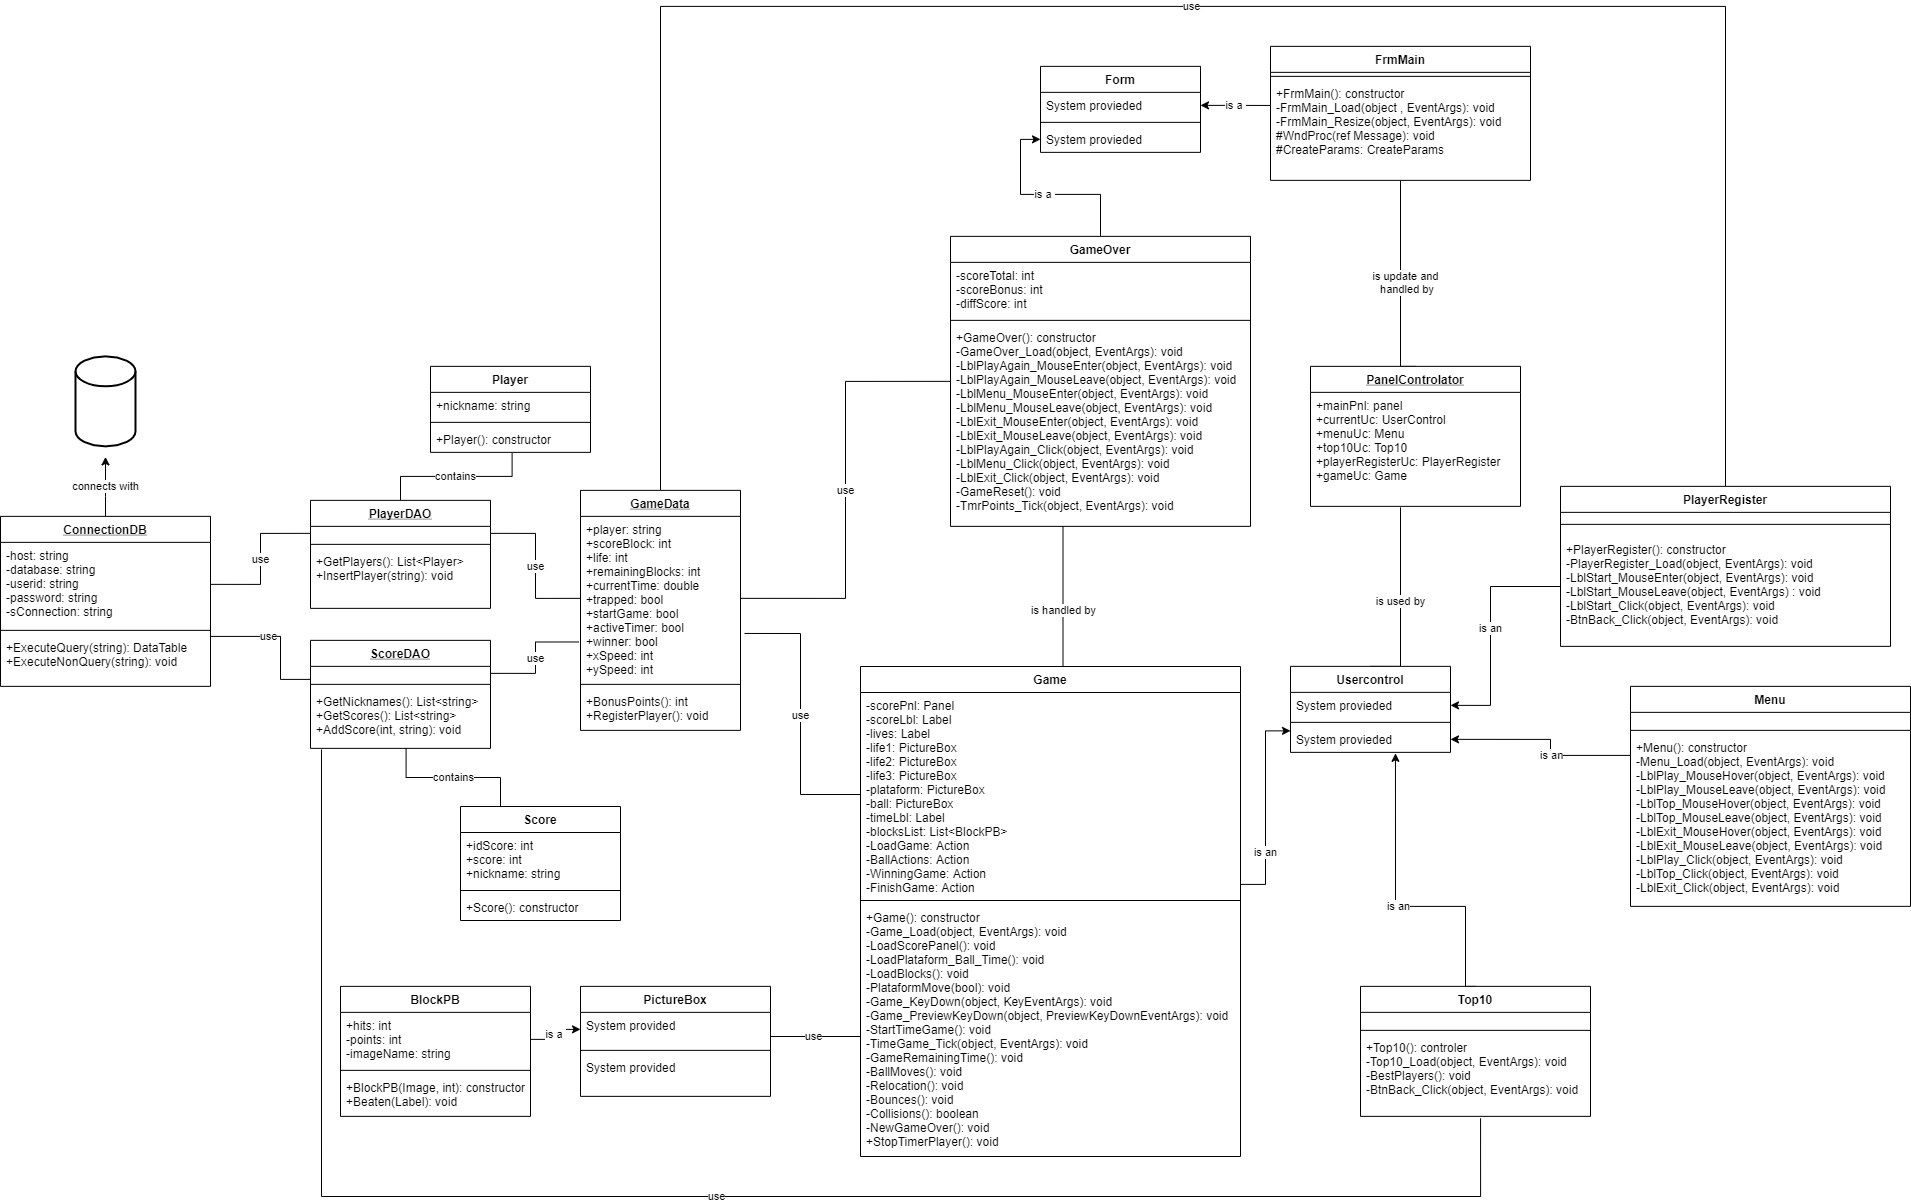 use
FrmMain
+FrmMain(): constructor
-FrmMain_Load(object , EventArgs): void
-FrmMain_Resize(object, EventArgs): void
#WndProc(ref Message): void
#CreateParams: CreateParams
Form
System provieded
System provieded
is a
is a
GameOver
-scoreTotal: int
-scoreBonus: int
-diffScore: int
+GameOver(): constructor
-GameOver_Load(object, EventArgs): void
-LblPlayAgain_MouseEnter(object, EventArgs): void
-LblPlayAgain_MouseLeave(object, EventArgs): void
-LblMenu_MouseEnter(object, EventArgs): void
-LblMenu_MouseLeave(object, EventArgs): void
-LblExit_MouseEnter(object, EventArgs): void
-LblExit_MouseLeave(object, EventArgs): void
-LblPlayAgain_Click(object, EventArgs): void
-LblMenu_Click(object, EventArgs): void
-LblExit_Click(object, EventArgs): void
-GameReset(): void
-TmrPoints_Tick(object, EventArgs): void
is update and
handled by
PanelControlator
+mainPnl: panel
+currentUc: UserControl
+menuUc: Menu
+top10Uc: Top10
+playerRegisterUc: PlayerRegister
+gameUc: Game
Player
+nickname: string
+Player(): constructor
contains
connects with
ConnectionDB
-host: string
-database: string
-userid: string
-password: string
-sConnection: string
+ExecuteQuery(string): DataTable
+ExecuteNonQuery(string): void
use
use
PlayerDAO
+GetPlayers(): List<Player>
+InsertPlayer(string): void
ScoreDAO
+GetNicknames(): List<string>
+GetScores(): List<string>
+AddScore(int, string): void
use
use
GameData
+player: string
+scoreBlock: int
+life: int
+remainingBlocks: int
+currentTime: double
+trapped: bool
+startGame: bool
+activeTimer: bool
+winner: bool
+xSpeed: int
+ySpeed: int
+BonusPoints(): int
+RegisterPlayer(): void
use
use
is handled by
is used by
PlayerRegister
+PlayerRegister(): constructor
-PlayerRegister_Load(object, EventArgs): void
-LblStart_MouseEnter(object, EventArgs): void
-LblStart_MouseLeave(object, EventArgs) : void
-LblStart_Click(object, EventArgs): void
-BtnBack_Click(object, EventArgs): void
is an
Game
-scorePnl: Panel
-scoreLbl: Label
-lives: Label
-life1: PictureBox
-life2: PictureBox
-life3: PictureBox
-plataform: PictureBox
-ball: PictureBox
-timeLbl: Label
-blocksList: List<BlockPB>
-LoadGame: Action
-BallActions: Action
-WinningGame: Action
-FinishGame: Action
+Game(): constructor
-Game_Load(object, EventArgs): void
-LoadScorePanel(): void
-LoadPlataform_Ball_Time(): void
-LoadBlocks(): void
-PlataformMove(bool): void
-Game_KeyDown(object, KeyEventArgs): void
-Game_PreviewKeyDown(object, PreviewKeyDownEventArgs): void
-StartTimeGame(): void
-TimeGame_Tick(object, EventArgs): void
-GameRemainingTime(): void
-BallMoves(): void
-Relocation(): void
-Bounces(): void
-Collisions(): boolean
-NewGameOver(): void
+StopTimerPlayer(): void
Usercontrol
System provieded
System provieded
is an
is an
is an
Menu
+Menu(): constructor
-Menu_Load(object, EventArgs): void
-LblPlay_MouseHover(object, EventArgs): void
-LblPlay_MouseLeave(object, EventArgs): void
-LblTop_MouseHover(object, EventArgs): void
-LblTop_MouseLeave(object, EventArgs): void
-LblExit_MouseHover(object, EventArgs): void
-LblExit_MouseLeave(object, EventArgs): void
-LblPlay_Click(object, EventArgs): void
-LblTop_Click(object, EventArgs): void
-LblExit_Click(object, EventArgs): void
contains
Score
+idScore: int
+score: int
+nickname: string
+Score(): constructor
BlockPB
+hits: int
-points: int
-imageName: string
+BlockPB(Image, int): constructor
+Beaten(Label): void
is a
PictureBox
System provided
System provided
use
Top10
+Top10(): controler
-Top10_Load(object, EventArgs): void
-BestPlayers(): void
-BtnBack_Click(object, EventArgs): void
use